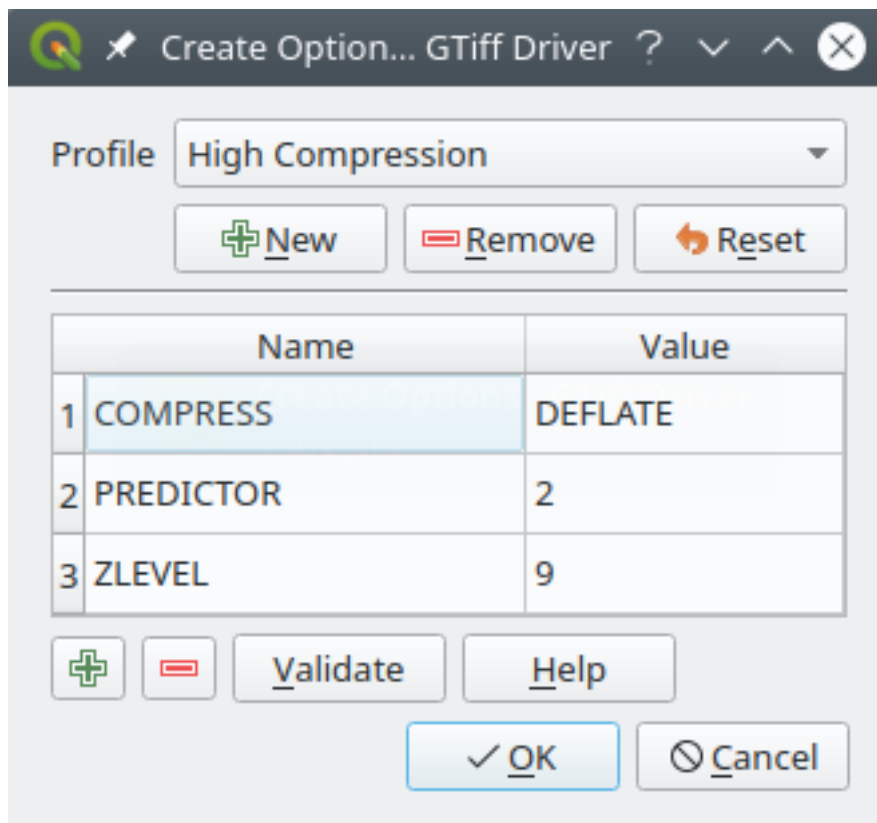 Create Option... GTiff Driver ?
Profile High Compression
New Remove Reset
Name Value
1 COMPRESS DEFLATE
2 PREDICTOR 2
3 ZLEVEL 9
Validate Help
OK Cancel